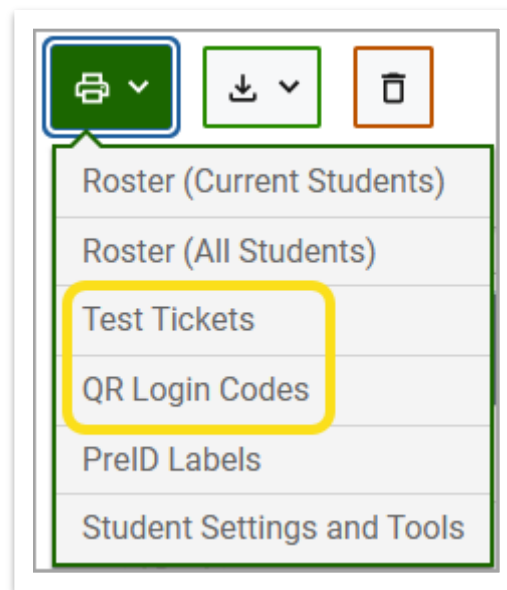 Roster (Current Students)
Roster (All Students)
Test Tickets
QR Login Codes
PreID Labels
Student Settings and Tools